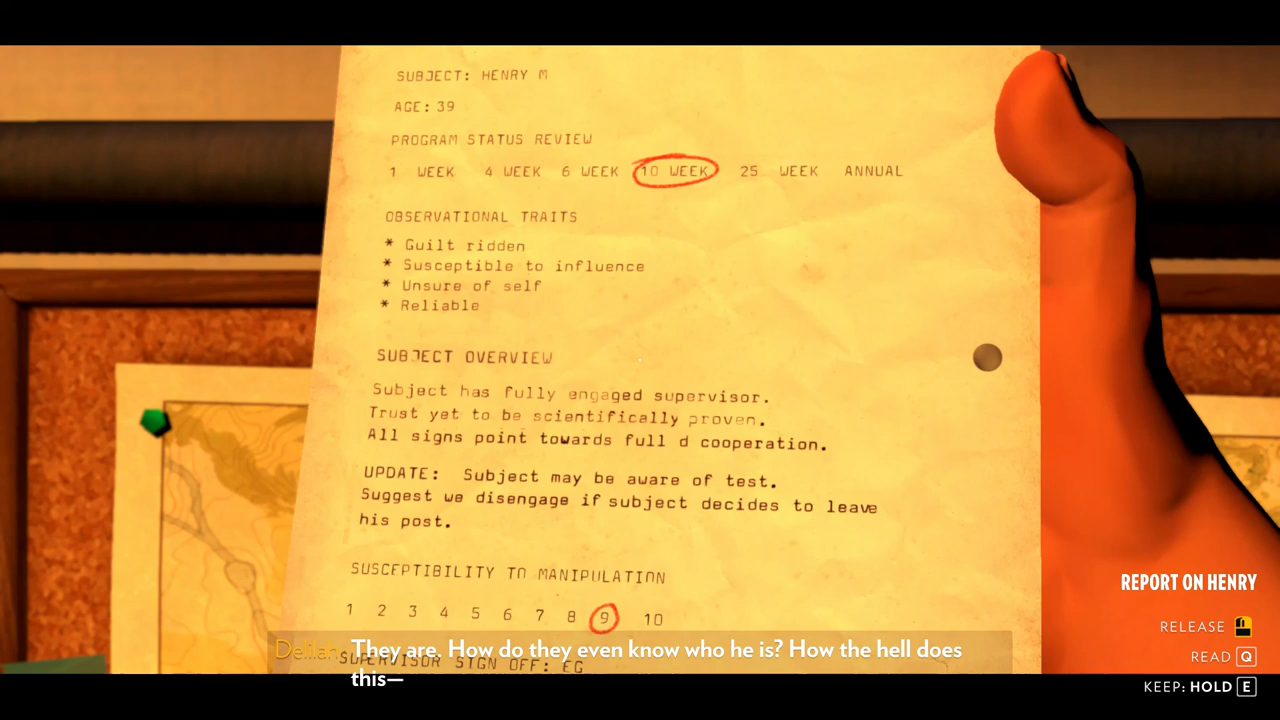 SUBJECT: HENRY M
AGE: 39
PROGRAM STATUS REVIEW
1 WEEK 4 WEEK 6 WEEK 10 WEEK 25 WEEK ANNUAL
OBSERVATIONAL TRAITS
* Guilt ridden
* Susceptible to influence
* Unsure of self
* Reliable
SUBJECT OVERVIEW
Subject has fully engaged supervisor.
Trust yet to be scientifically proven.
All signs point towards full d cooperation.
UPDATE: Subject may be aware of test.
Suggest we disengage if subject decides to leave
his post.
SUSCEPTIBILITY TO MANIPULATION
1 2 3 4 5 6 7 8 9 10
SUPERVISOR SIGN OFF: EG
Delilah They are. How do they even know who he is? How the hell does
this—
REPORT ON HENRY
RELEASE
READ Q
KEEP: HOLD E